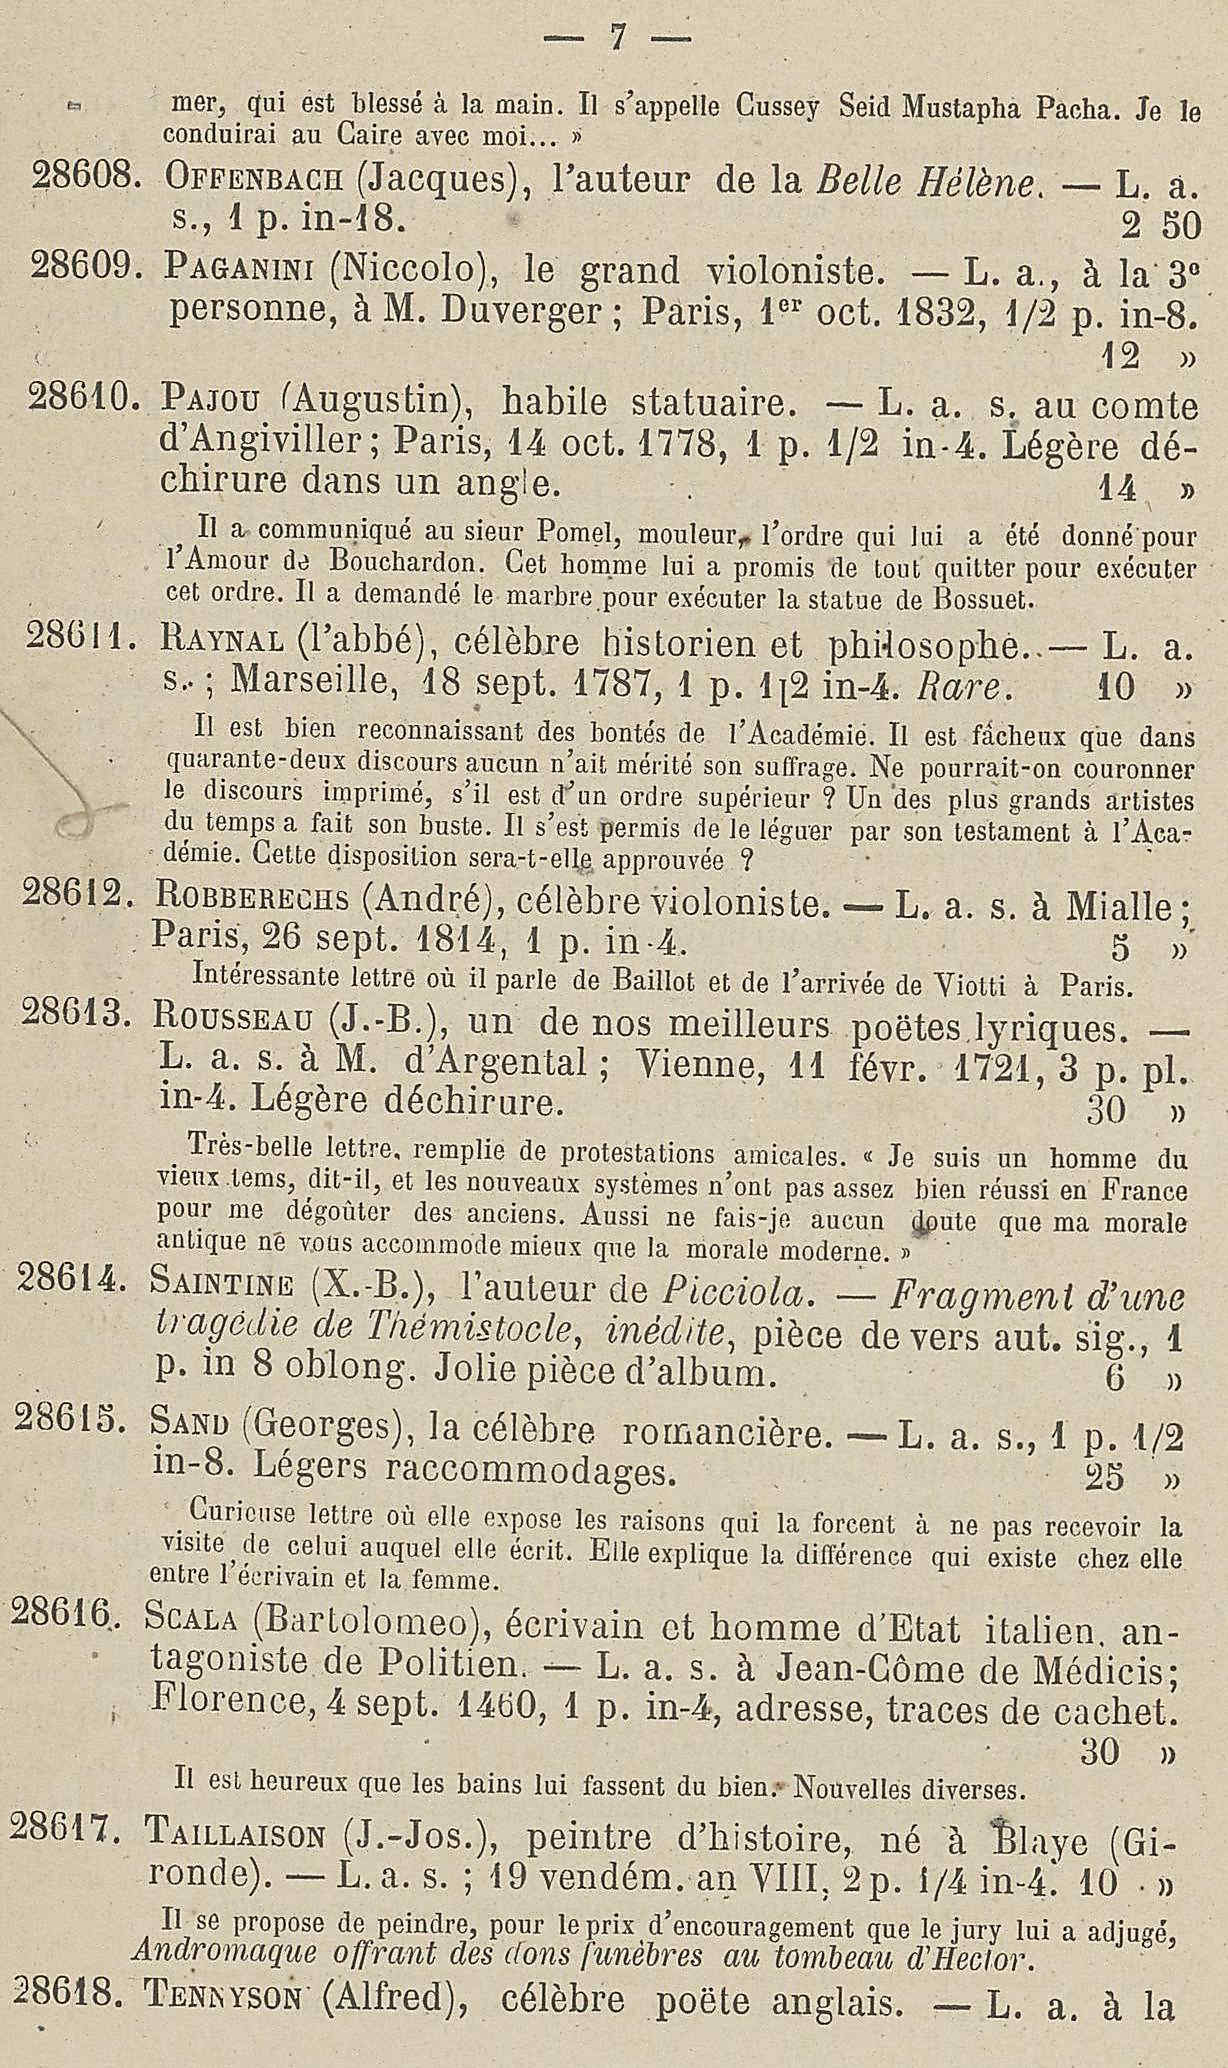 — 7 —
mer, qui est blessé à la main. Il s'appelle Cussey Seid Mustapha Pacha. Je le
conduirai au Caire avec moi... »
28608. OFFENBACH (Jacques), l'auteur de la Belle Hélène. — L. a.
s., 1 p. in-18. 2 50
28609. PAGANINI (Niccolo), le grand violoniste. — L. a., à la 3e
personne, à M. Duverger ; Paris, 1er oct. 1832, 1/2 p. in-8.
12 »
28610. PAJOU (Augustin), habile statuaire. — L. a. s. au comte
d'Angiviller ; Paris, 14 oct. 1778, 1 p. 1/2 in-4. Légère dé-
chirure dans un angle. 14 »
Il a communiqué au sieur Pomel, mouleur, l'ordre qui lui a été donné pour
l'Amour de Bouchardon. Cet homme lui a promis de tout quitter pour exécuter
cet ordre. Il a demandé le marbre pour exécuter la statue de Bossuet.
28611. RAYNAL (l'abbé), célèbre historien et philosophe. — L. a.
s. ; Marseille, 18 sept. 1787, 1 p. 1|2 in-4. Rare. 10 »
Il est bien reconnaissant des bontés de l'Académie. Il est fâcheux que dans
quarante-deux discours aucun n'ait mérité son suffrage. Ne pourrait-on couronner
le discours imprimé, s'il est d'un ordre supérieur ? Un des plus grands artistes
du temps a fait son buste. Il s'est permis de le léguer par son testament à l'Aca-
démie. Cette disposition sera-t-elle approuvée ?
28612. ROBBERECHS (André), célèbre violoniste. — L. a. s. à Mialle ;
Paris, 26 sept. 1814, 1 p. in-4. 5 »
Intéressante lettre où il parle de Baillot et de l'arrivée de Viotti à Paris.
28613. ROUSSEAU (J.-B.), un de nos meilleurs poëtes lyriques. —
L. a. s. à M. d'Argental ; Vienne, 11 févr. 1721, 3 p. pl.
in-4. Légère déchirure. 30 »
Très-belle lettre, remplie de protestations amicales. « Je suis un homme du
vieux tems, dit-il, et les nouveaux systèmes n'ont pas assez bien réussi en France
pour me dégoûter des anciens. Aussi ne fais-je aucun doute que ma morale
antique ne vous accommode mieux que la morale moderne. »
28614. SAINTINE (X.-B.), l'auteur de Picciola. — Fragment d'une
tragédie de Thémistocle, inédite, pièce de vers aut. sig., 1
p. in 8 oblong. Jolie pièce d'album. 6 »
28615. SAND (Georges), la célèbre romancière. — L. a. s., 1 p. 1/2
in-8. Légers raccommodages. 25 »
Curieuse lettre où elle expose les raisons qui la forcent à ne pas recevoir la
visite de celui auquel elle écrit. Elle explique la différence qui existe chez elle
entre l'écrivain et la femme.
28616. SCALA (Bartolomeo), écrivain et homme d'Etat italien, an-
tagoniste de Politien. — L. a. s. à Jean-Côme de Médicis ;
Florence, 4 sept. 1460, 1 p. in-4, adresse, traces de cachet.
30 »
Il est heureux que les bains lui fassent du bien. Nouvelles diverses.
28617. TAILLAISON (J.-Jos.), peintre d'histoire, né à Blaye (Gi-
ronde). — L. a. s. ; 19 vendém. an VIII, 2 p. 1/4 in-4. 10 »
Il se propose de peindre, pour le prix d'encouragement que le jury lui a adjugé,
Andromaque offrant des dons funèbres au tombeau d'Hector.
28618. TENNYSON (Alfred), célèbre poëte anglais. — L. a. à la